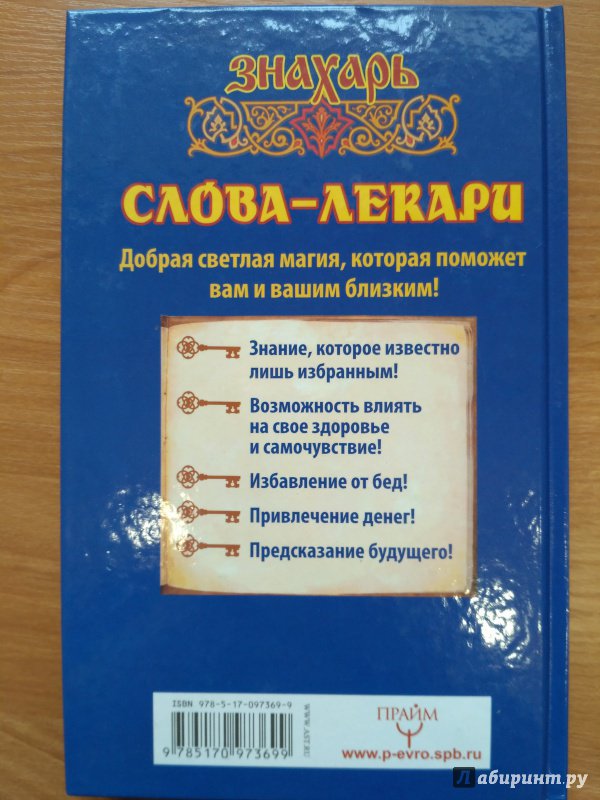 ЗНАХАРЬ
СЛОВА-ЛЕКАРИ
Добрая светлая магия, которая поможет
вам и вашим близким!
Знание, которое известно
лишь избранным!
Возможность влиять
на свое здоровье
и самочувствие!
Избавление от бед!
Привлечение денег!
Предсказание будущего!
ISBN 978-5-17-097369-9
9 785170 973699
WWW.AST.RU
ПРАЙМ
www.p-evro.spb.ru
Лабиринт.ру